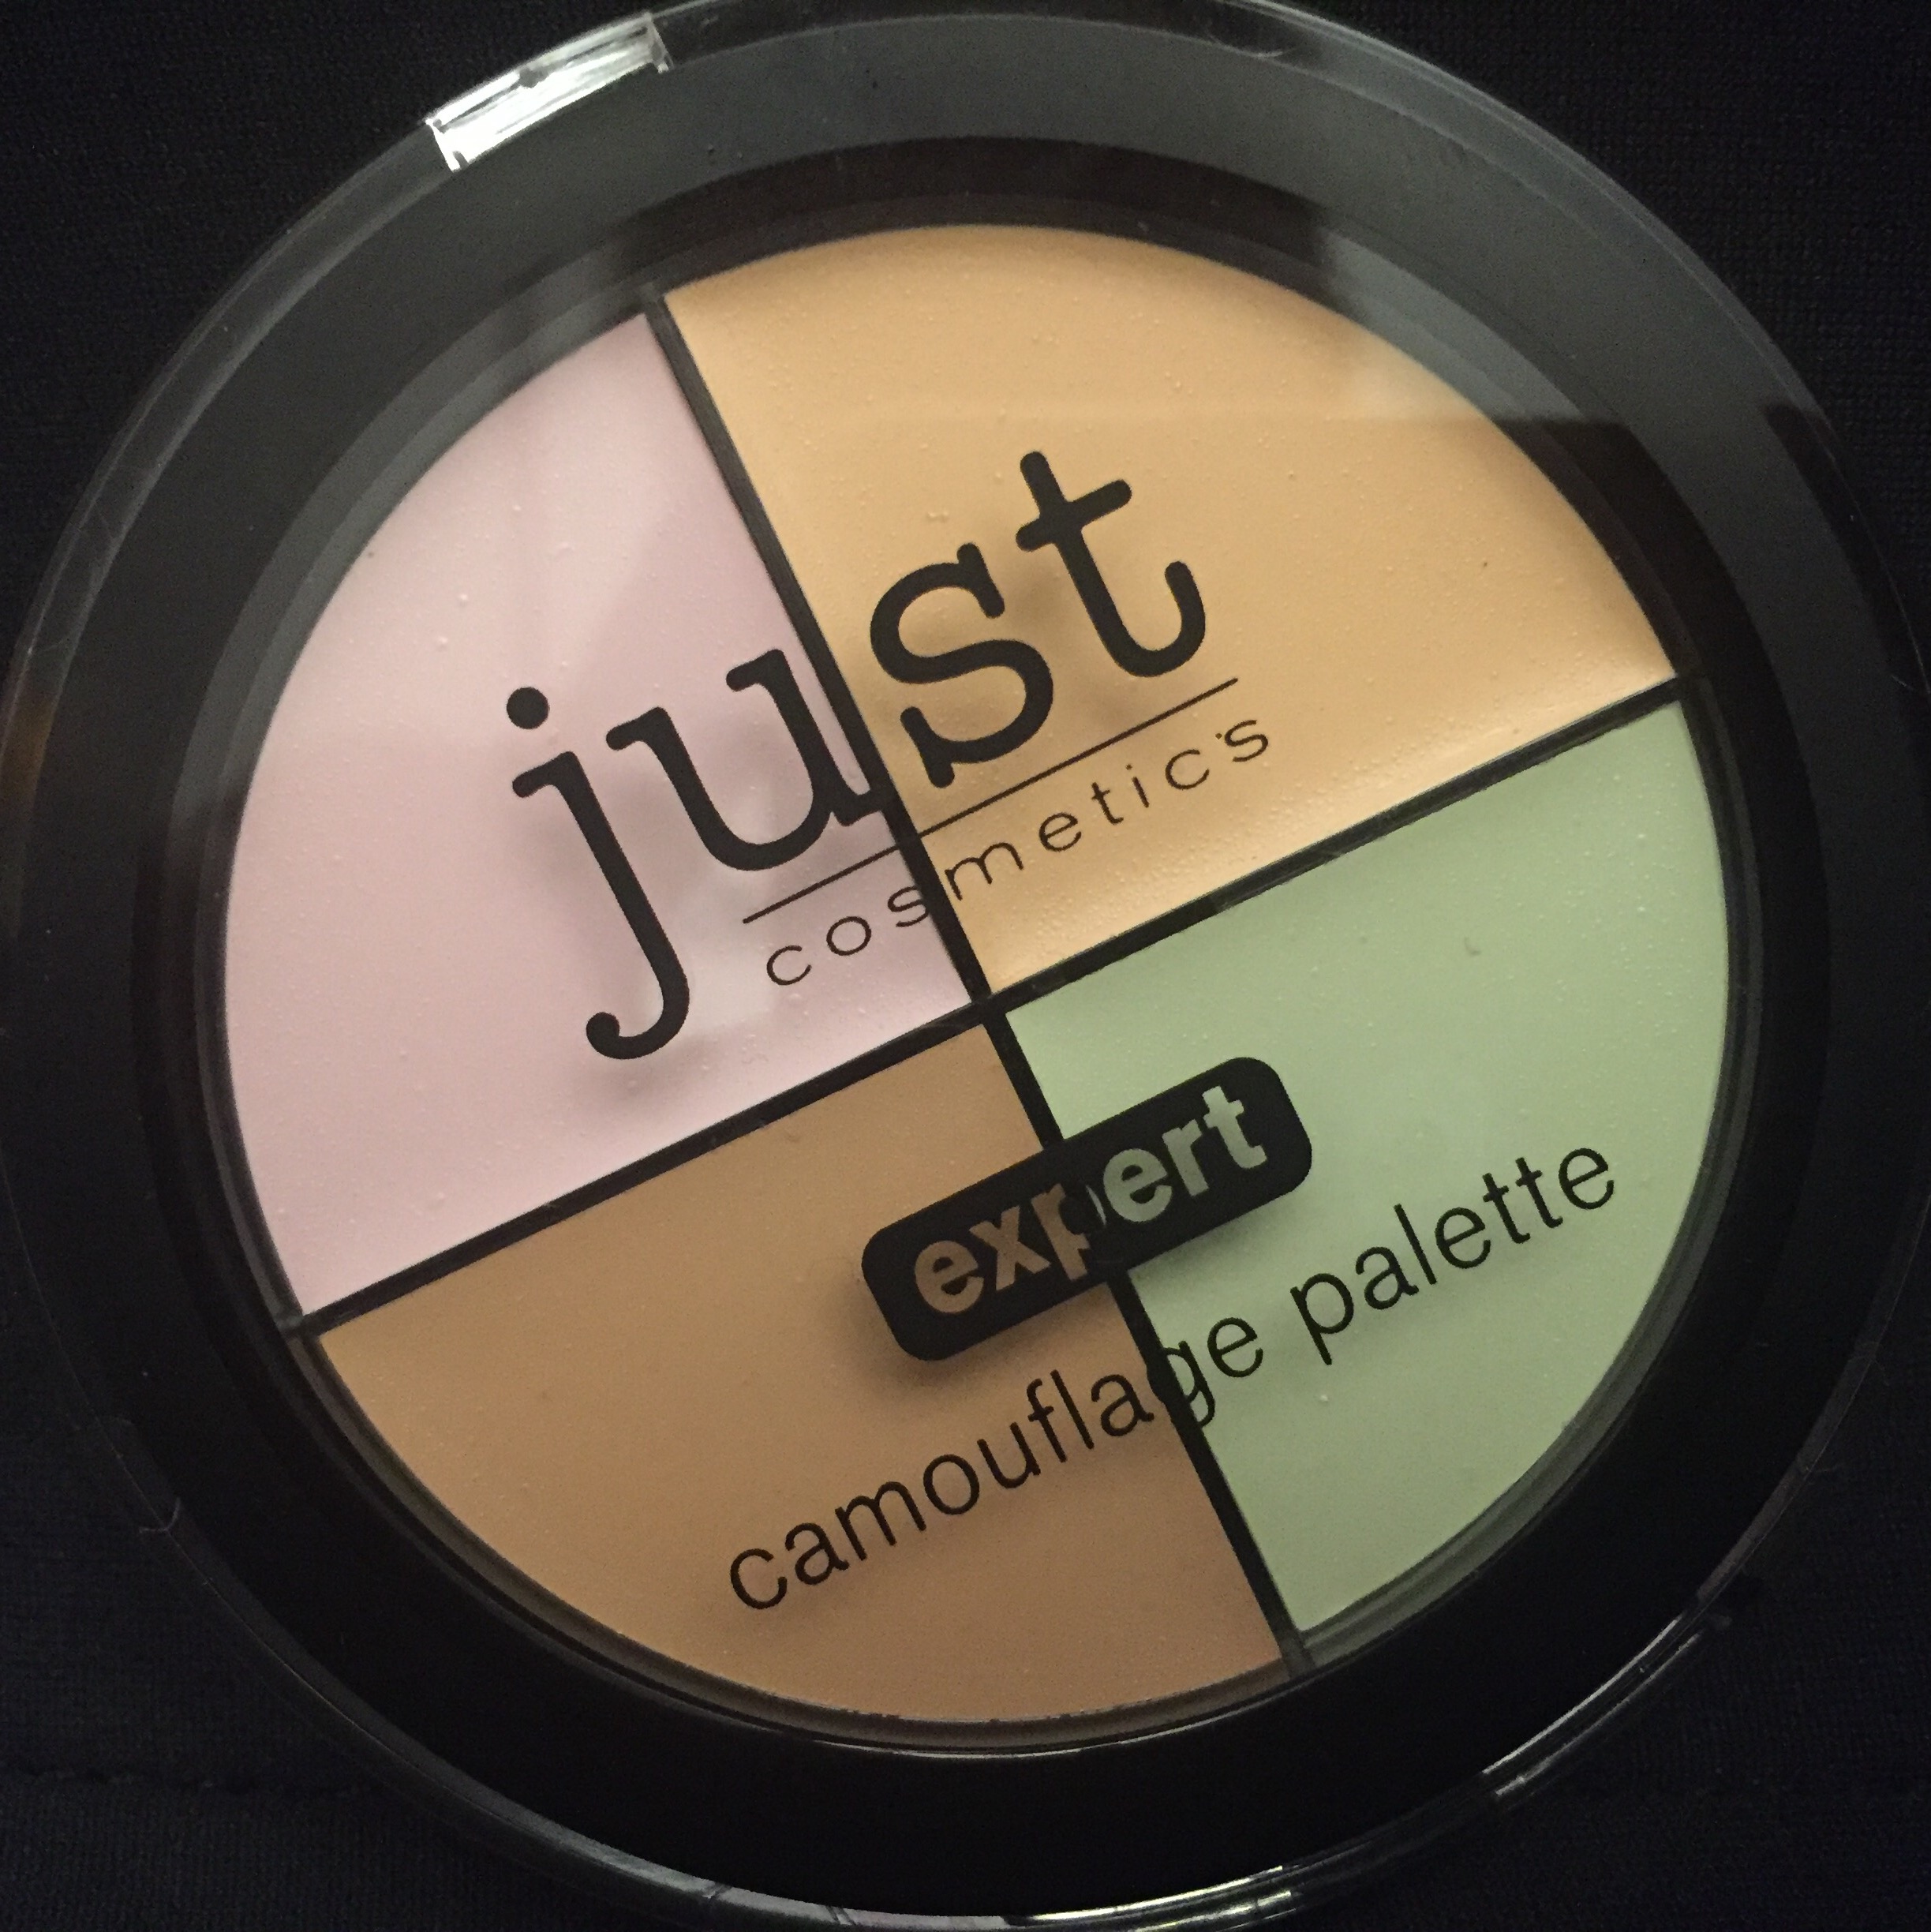 just
cosmetics
expert
camouflage palette